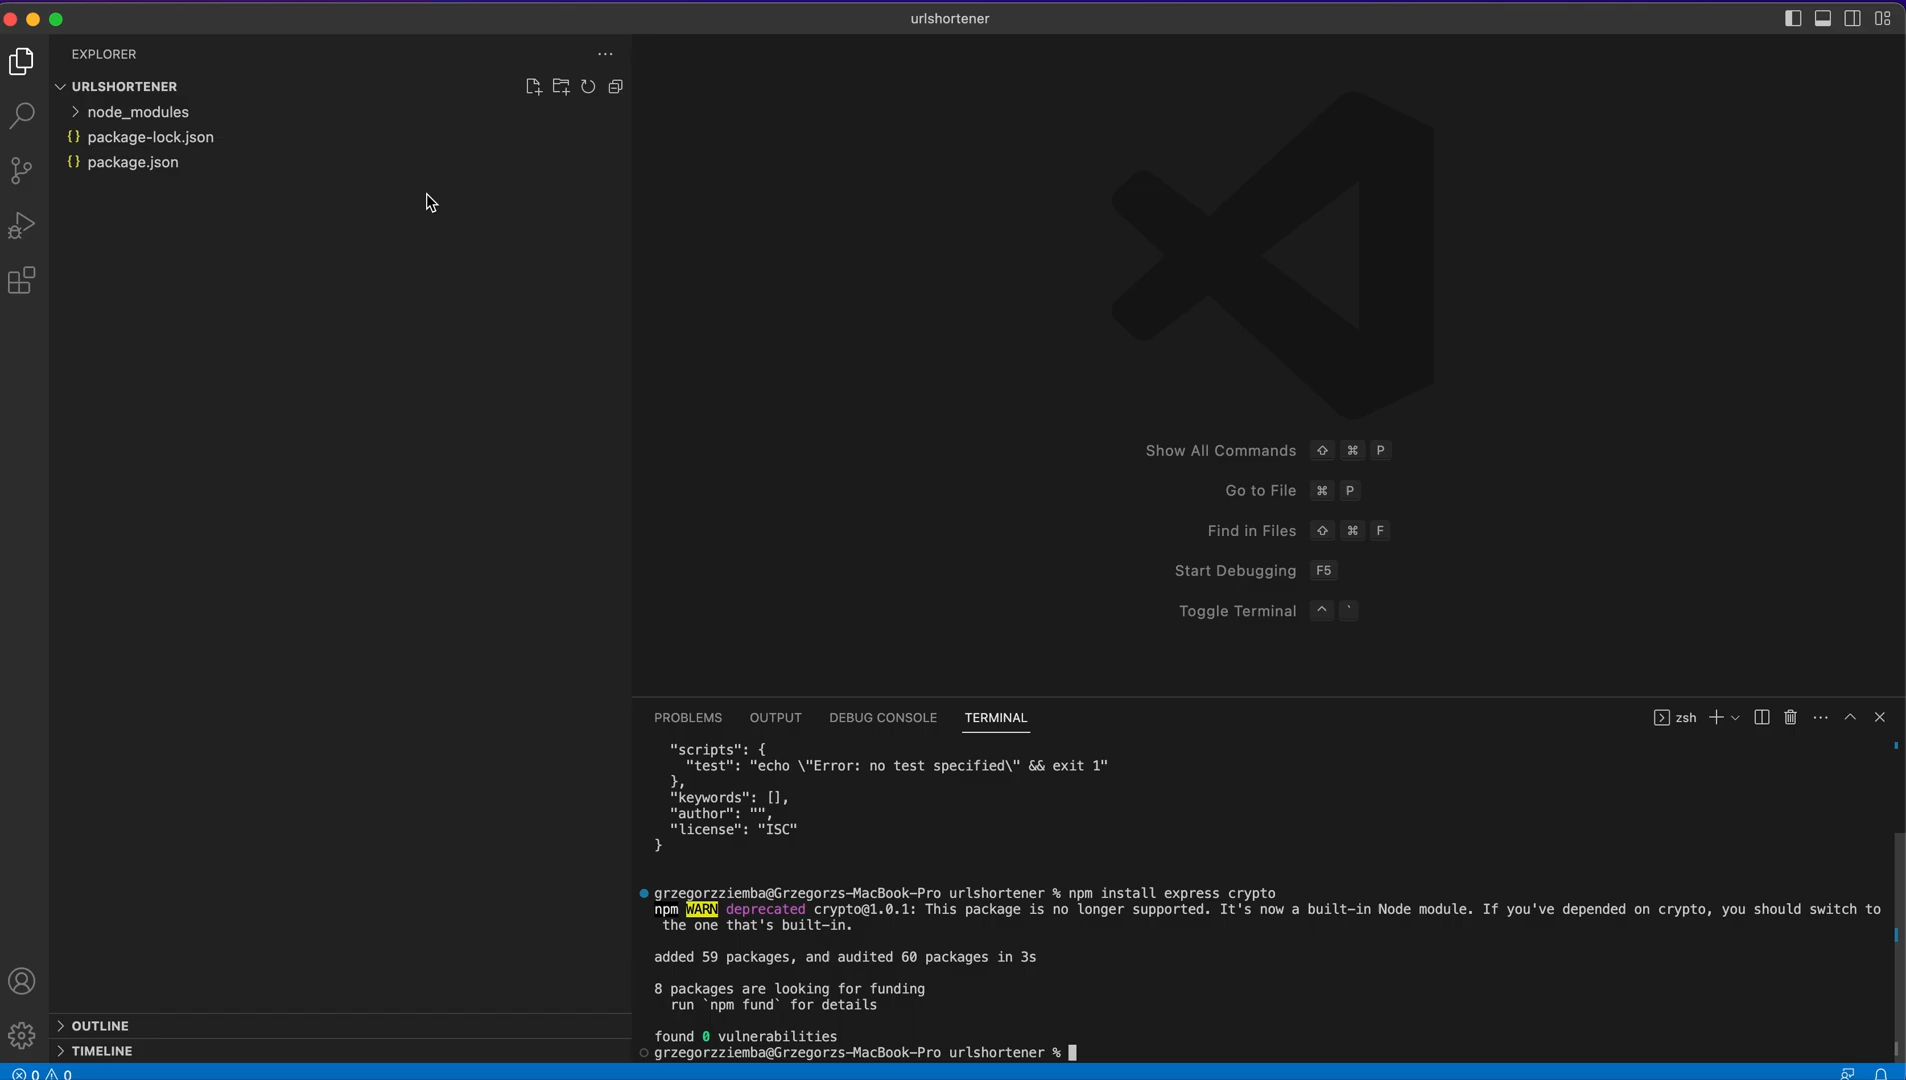 urlshortener
EXPLORER
URLSHORTENER
node_modules
{} package-lock.json
{} package.json
Show All Commands ⇧ ⌘ P
Go to File ⌘ P
Find in Files ⇧ ⌘ F
Start Debugging F5
Toggle Terminal ^ `
PROBLEMS OUTPUT DEBUG CONSOLE TERMINAL
zsh
"scripts": {
"test": "echo \"Error: no test specified\" && exit 1"
},
"keywords": [],
"author": "",
"license": "ISC"
}
grzegorzziemba@Grzegorzs-MacBook-Pro urlshortener % npm install express crypto
npm WARN deprecated crypto@1.0.1: This package is no longer supported. It's now a built-in Node module. If you've depended on crypto, you should switch to
the one that's built-in.
added 59 packages, and audited 60 packages in 3s
8 packages are looking for funding
run `npm fund` for details
found 0 vulnerabilities
grzegorzziemba@Grzegorzs-MacBook-Pro urlshortener %
OUTLINE
TIMELINE
0 0